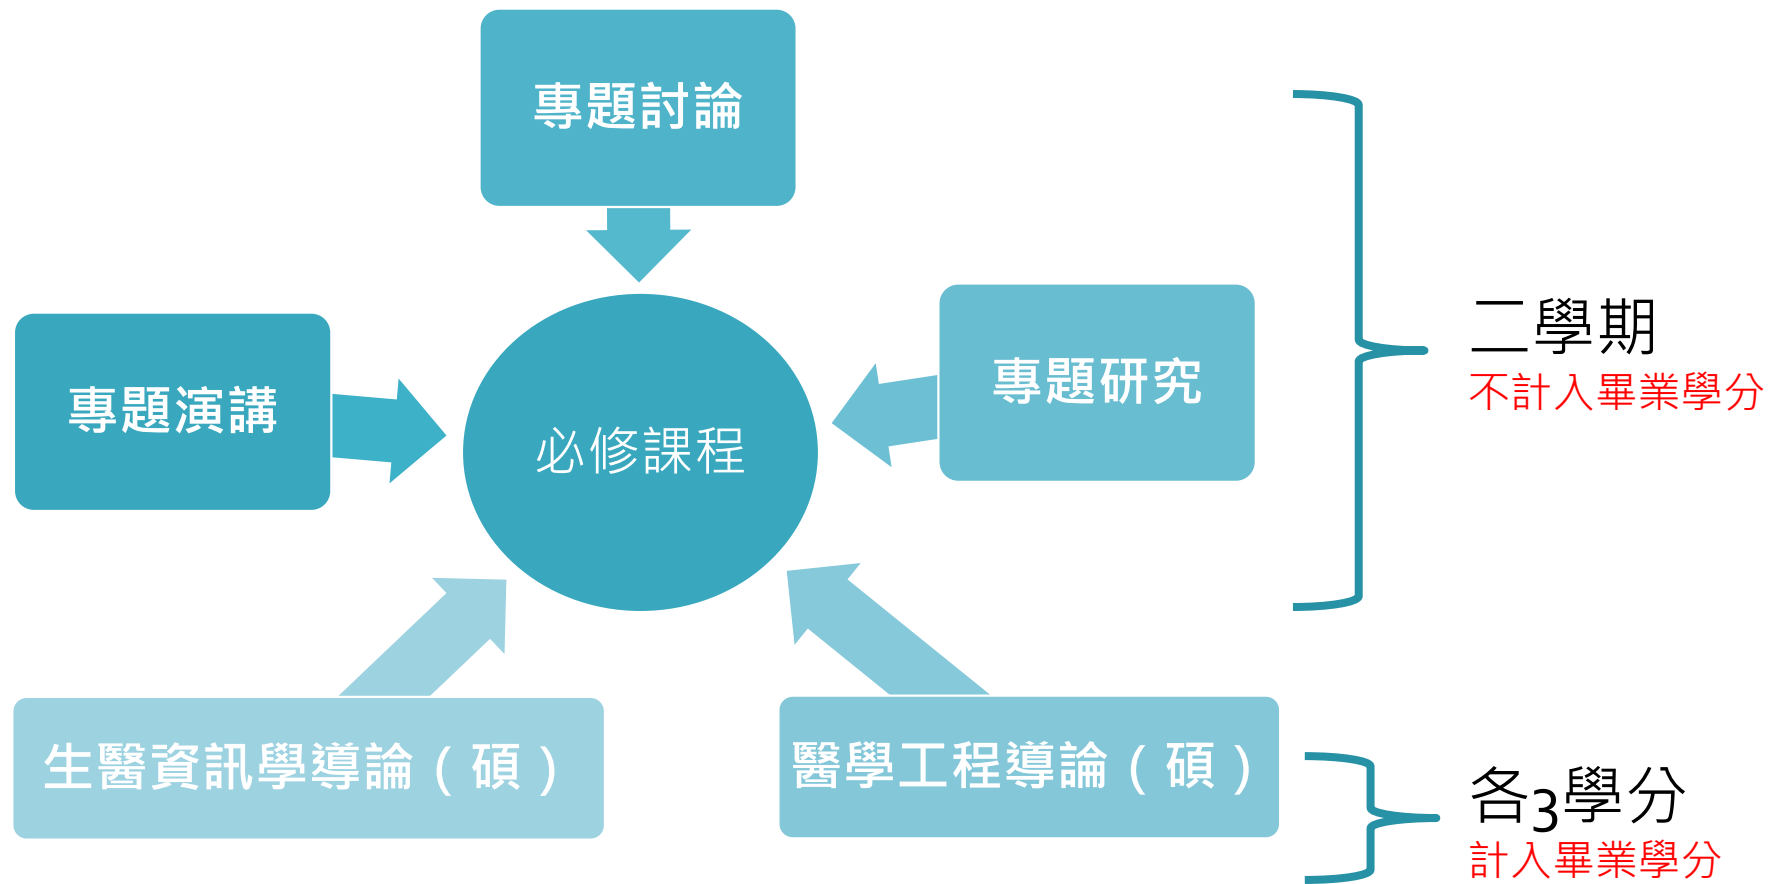 專題討論
專題演講
必修課程
專題研究
二學期
不計入畢業學分
生醫資訊學導論（碩）
醫學工程導論（碩）
各3學分
計入畢業學分